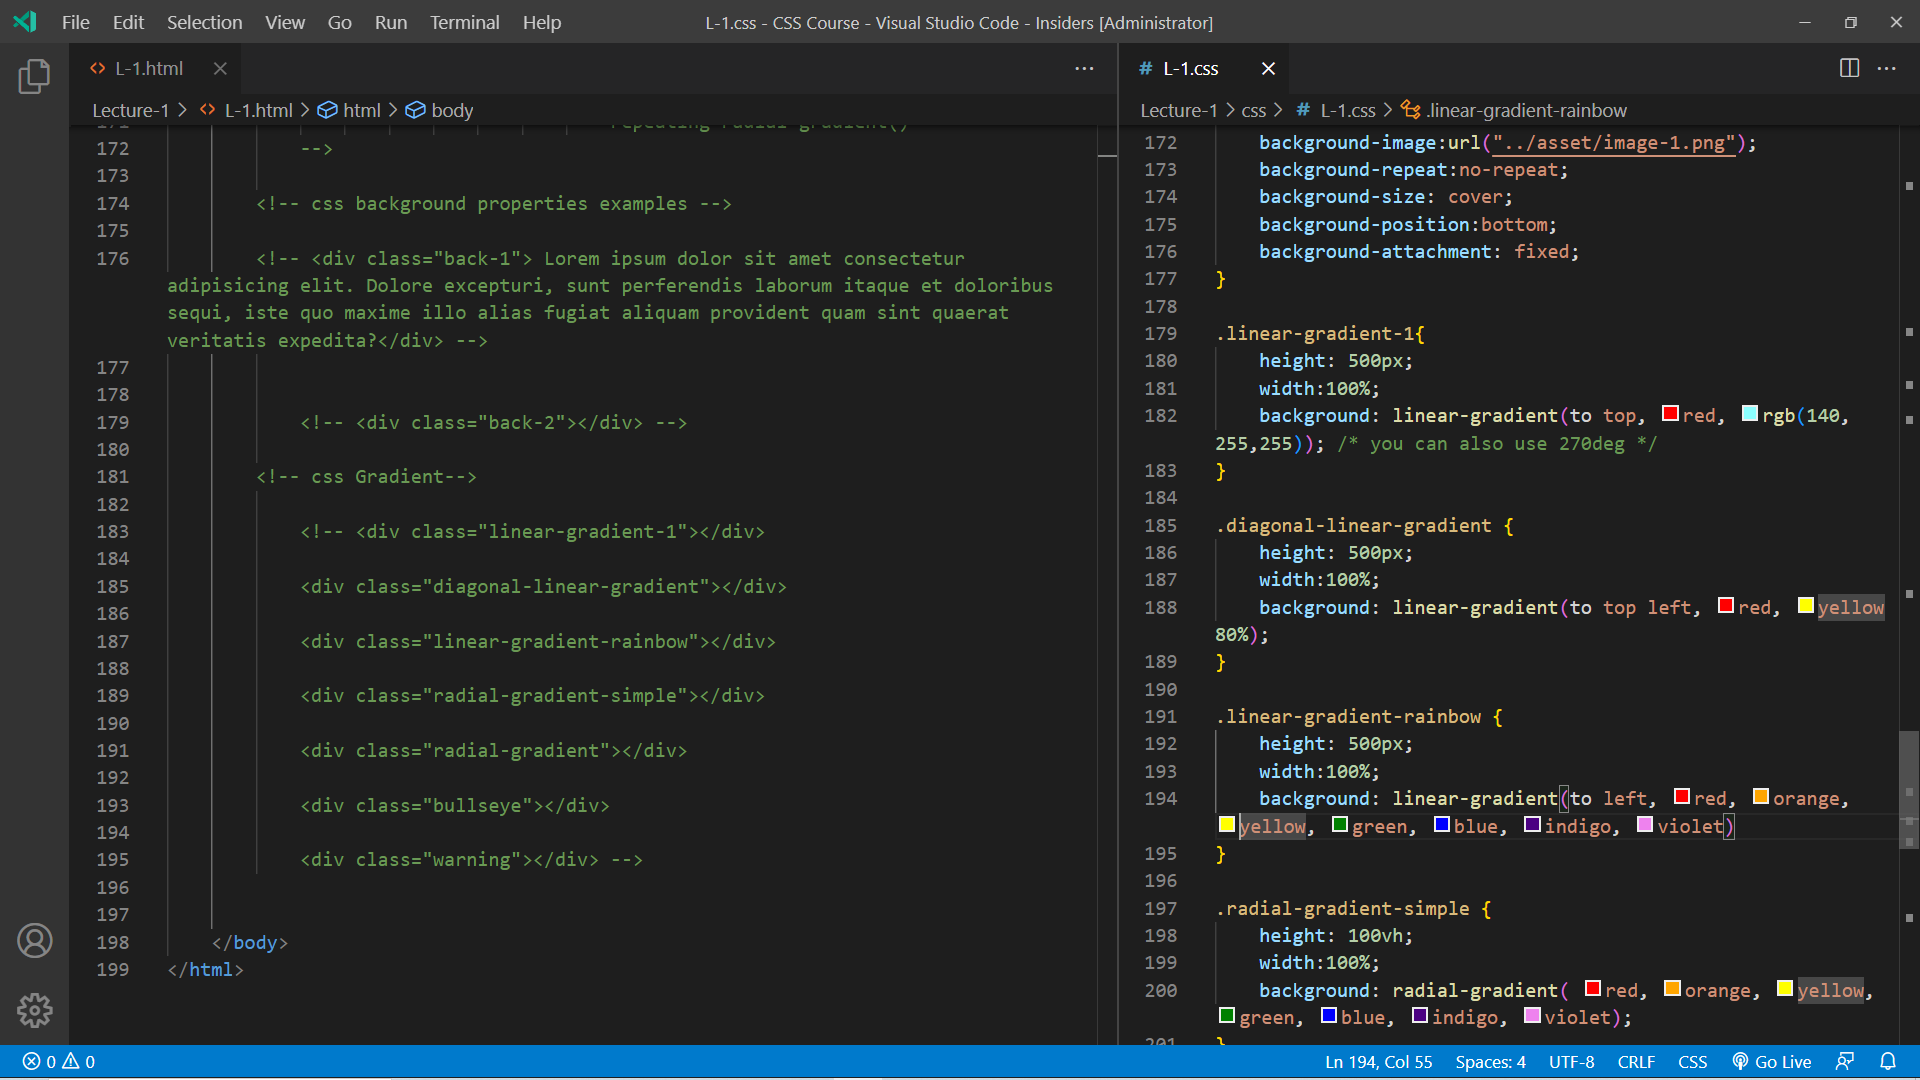 File Edit Selection View Go Run Terminal Help
L-1.css - CSS Course - Visual Studio Code - Insiders [Administrator]
L-1.html
Lecture-1 > L-1.html > html > body
171 repeating radial gradient()
172 -->
173
174 <!-- css background properties examples -->
175
176 <!-- <div class="back-1"> Lorem ipsum dolor sit amet consectetur
adipisicing elit. Dolore excepturi, sunt perferendis laborum itaque et doloribus
sequi, iste quo maxime illo alias fugiat aliquam provident quam sint quaerat
veritatis expedita?</div> -->
177
178
179 <!-- <div class="back-2"></div> -->
180
181 <!-- css Gradient-->
182
183 <!-- <div class="linear-gradient-1"></div>
184
185 <div class="diagonal-linear-gradient"></div>
186
187 <div class="linear-gradient-rainbow"></div>
188
189 <div class="radial-gradient-simple"></div>
190
191 <div class="radial-gradient"></div>
192
193 <div class="bullseye"></div>
194
195 <div class="warning"></div> -->
196
197
198 </body>
199 </html>
# L-1.css
Lecture-1 > css > # L-1.css > .linear-gradient-rainbow
172 background-image:url("../asset/image-1.png");
173 background-repeat:no-repeat;
174 background-size: cover;
175 background-position:bottom;
176 background-attachment: fixed;
177 }
178
179 .linear-gradient-1{
180 height: 500px;
181 width:100%;
182 background: linear-gradient(to top, red, rgb(140,
255,255)); /* you can also use 270deg */
183 }
184
185 .diagonal-linear-gradient {
186 height: 500px;
187 width:100%;
188 background: linear-gradient(to top left, red, yellow
80%);
189 }
190
191 .linear-gradient-rainbow {
192 height: 500px;
193 width:100%;
194 background: linear-gradient(to left, red, orange,
yellow, green, blue, indigo, violet)
195 }
196
197 .radial-gradient-simple {
198 height: 100vh;
199 width:100%;
200 background: radial-gradient( red, orange, yellow,
green, blue, indigo, violet);
201 }
0 0
Ln 194, Col 55 Spaces: 4 UTF-8 CRLF CSS Go Live